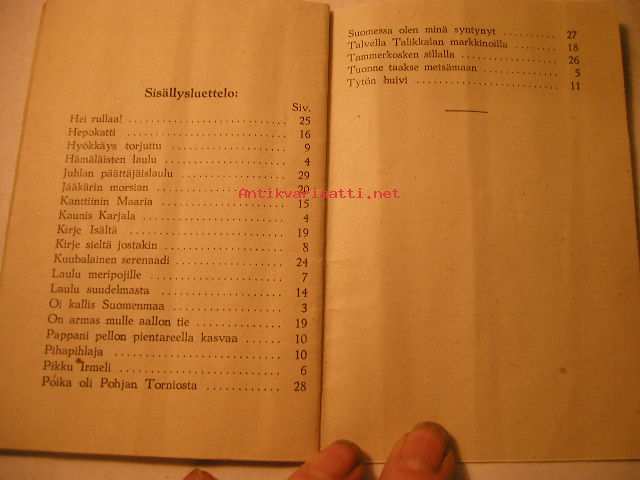 Sisällysluettelo:
Siv.
Hei rullaa! 25
Hepokatti 16
Hyökkäys torjuttu 9
Hämäläisten laulu 4
Juhlan päättäjäislaulu 29
Jääkärin morsian 20
Kanttiinin Maaria 15
Kaunis Karjala 4
Kirje Isältä 19
Kirje sieltä jostakin 8
Kuubalainen serenaadi 24
Laulu meripojille 7
Laulu suudelmasta 14
Oi kallis Suomenmaa 3
On armas mulle aallon tie 19
Pappani pellon pientareella kasvaa 10
Pihapihlaja 10
Pikku Irmeli 6
Poika oli Pohjan Torniosta 28
Suomessa olen minä syntynyt 27
Talvella Talikkalan markkinoilla 18
Tammerkosken sillalla 26
Tuonne taakse metsämaan 5
Tytön huivi 11
Antikvariaatti.net